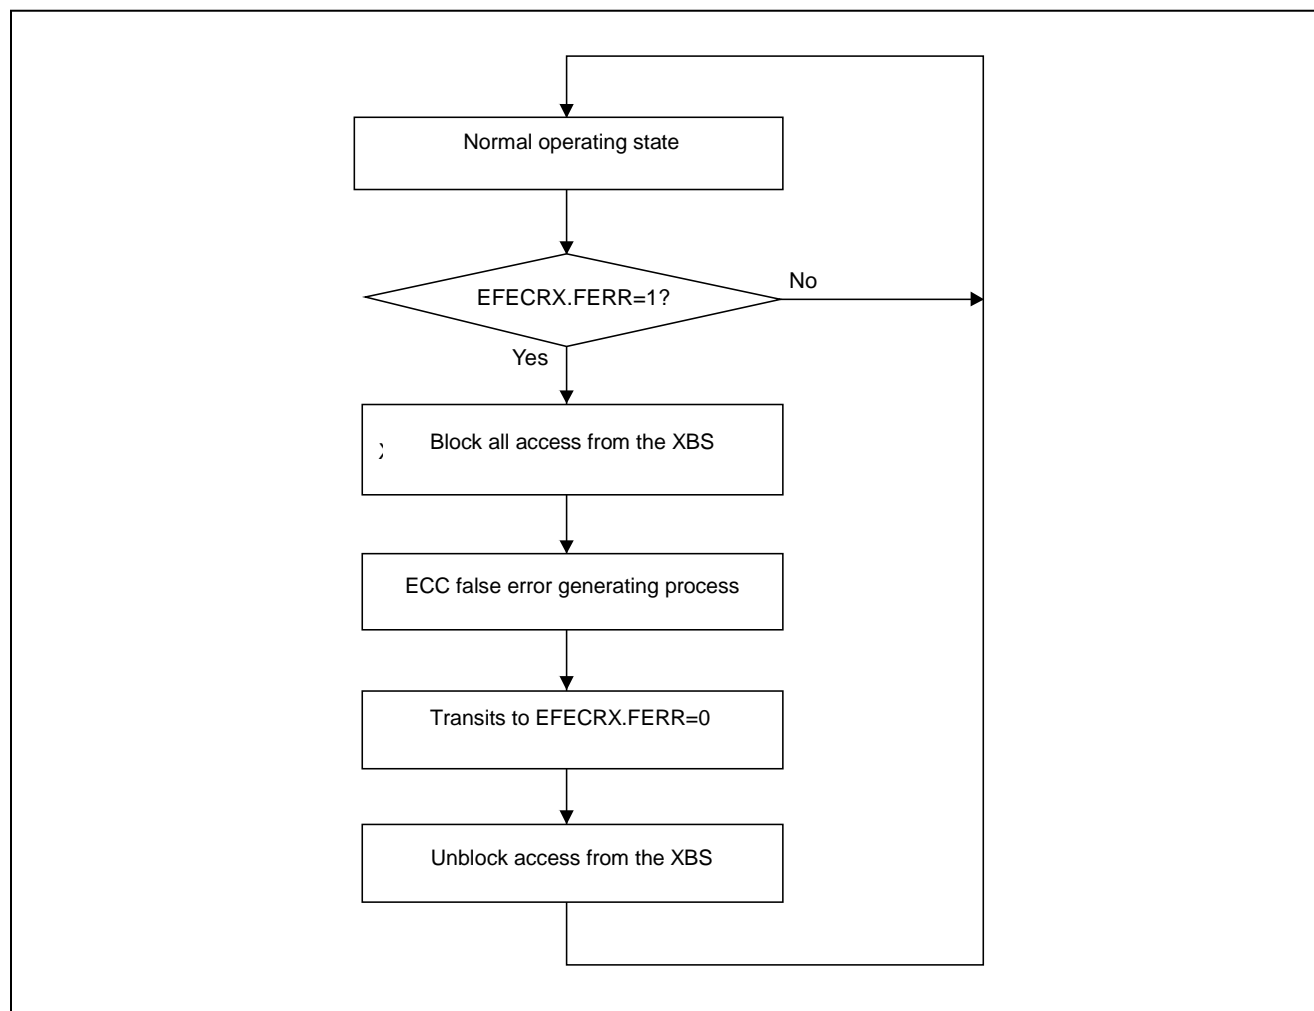 Normal operating state
EFECRX.FERR=1?
No
Yes
Block all access from the XBS
ECC false error generating process
Transits to EFECRX.FERR=0
Unblock access from the XBS